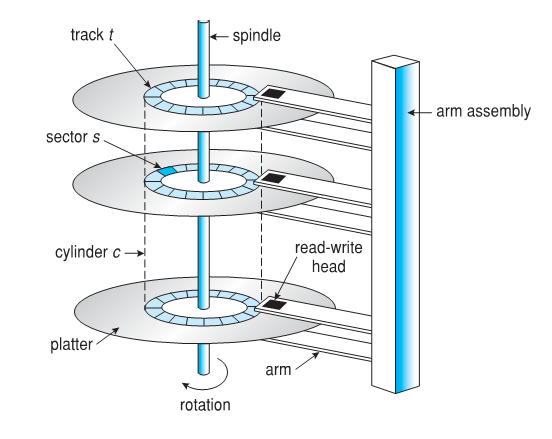 track t
spindle
arm assembly
sector s
cylinder c
read-write
head
platter
arm
rotation